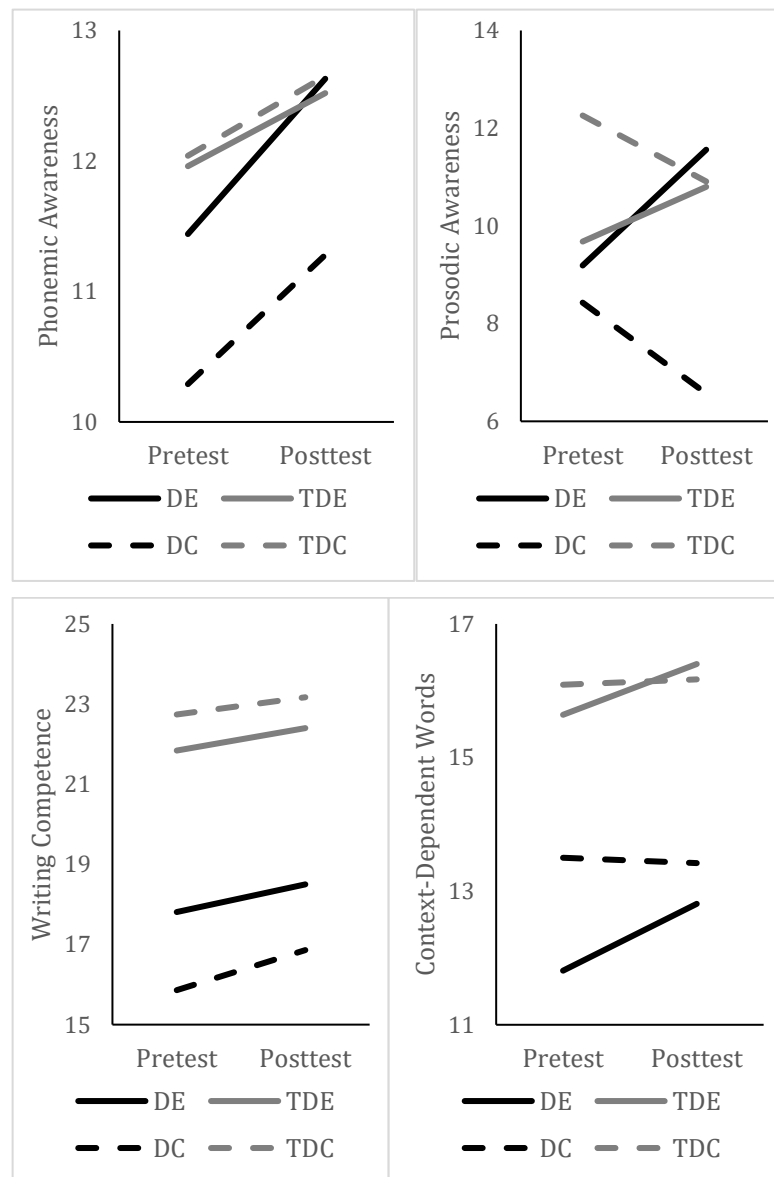 Phonemic Awareness
13
12
11
10
Pretest Posttest
DE TDE
DC TDC
Prosodic Awareness
14
12
10
8
6
Pretest Posttest
DE TDE
DC TDC
Writing Competence
25
23
21
19
17
15
Pretest Posttest
DE TDE
DC TDC
Context-Dependent Words
17
15
13
11
Pretest Posttest
DE TDE
DC TDC